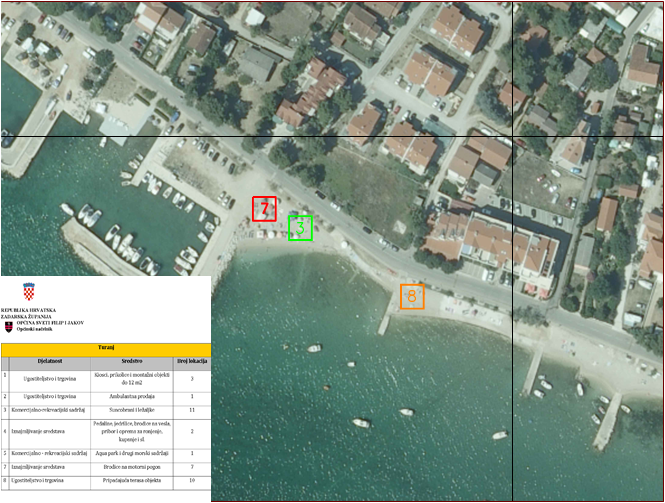 7
3
8
REPUBLIKA HRVATSKA
ZADARSKA ŽUPANIJA
OPĆINA SVETI FILIP I JAKOV
Općinski načelnik
Turanj
Djelatnost Sredstvo Broj lokacija
1 Ugostiteljstvo i trgovina Kiosci, prikolice i montažni objekti do 12 m2 3
2 Ugostiteljstvo i trgovina Ambulantna prodaja 1
3 Komercijalno-rekreacijski sadržaj Suncobrani i ležaljke 11
4 Iznajmljivanje sredstava Pedaline, jedrilice, brodice na vesla, pribor i oprema za ronjenje, kupanje i sl. 2
5 Komercijalno - rekreacijski sadržaj Aqua park i drugi morski sadržaji 1
7 Iznajmljivanje sredstava Brodice na motorni pogon 7
8 Ugostiteljstvo i trgovina Pripadajuća terasa objekta 10